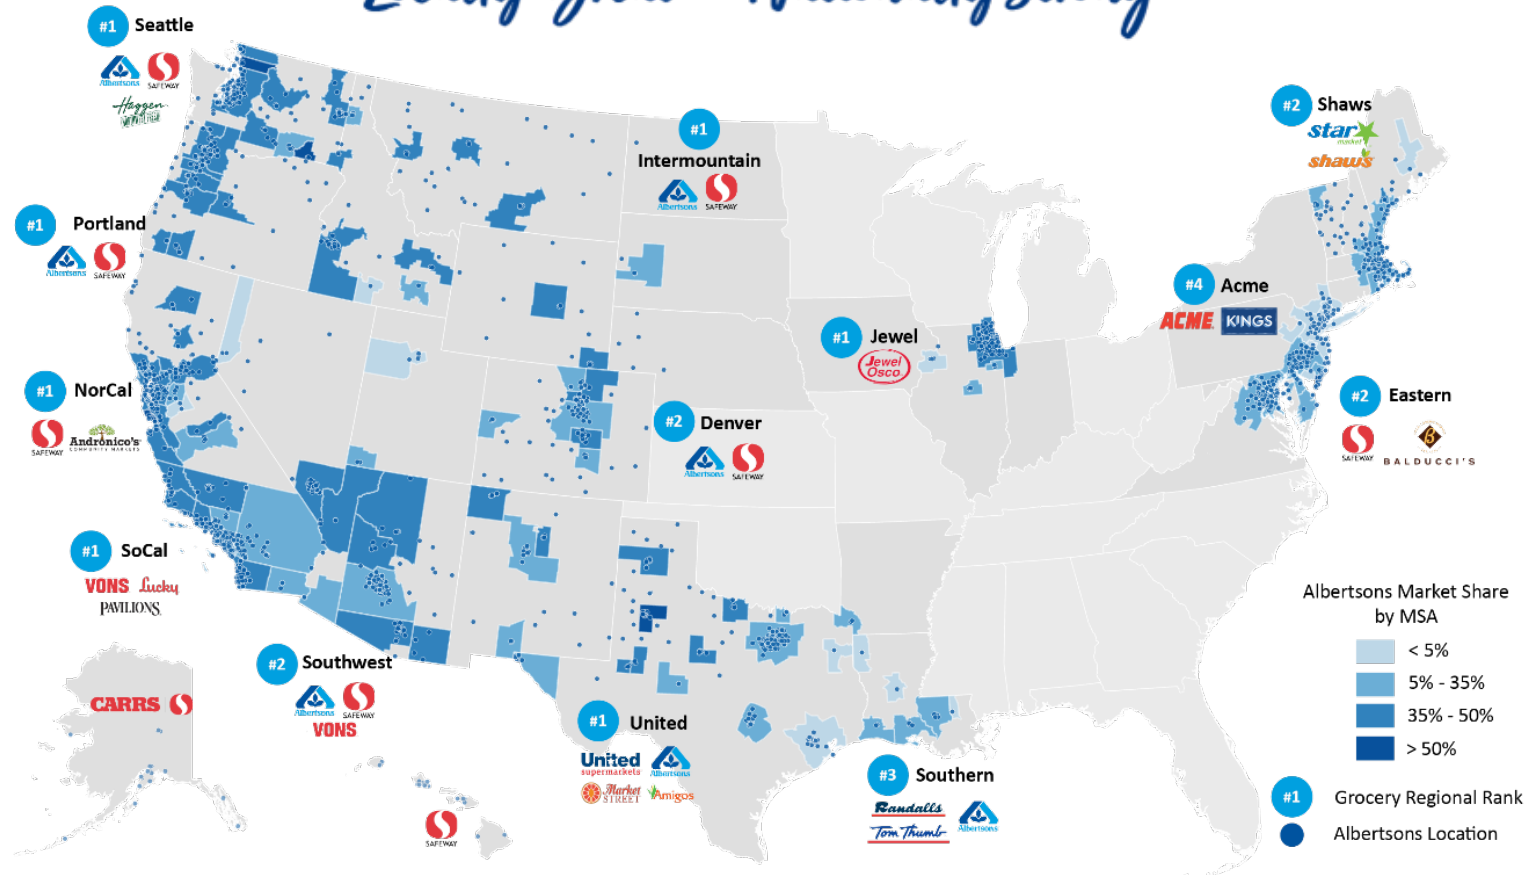 #1 Seattle
Albertsons SAFEWAY
Haggen
#1
Intermountain
Albertsons SAFEWAY
#2 Shaws
star
market
shaws
#1 Portland
Albertsons SAFEWAY
#4 Acme
ACME KINGS
#1 Jewel
Jewel
Osco
#1 NorCal
SAFEWAY Andronico's
COMMUNITY MARKETS
#2 Denver
Albertsons SAFEWAY
#2 Eastern
SAFEWAY B BALDUCCI'S
#1 SoCal
VONS Lucky
PAVILIONS
#2 Southwest
Albertsons SAFEWAY
VONS
CARRS
#1 United
United
supermarkets
Albertsons
Market
STREET
Amigos
SAFEWAY
#3 Southern
Randalls
Albertsons
Tom Thumb
Albertsons Market Share
by MSA
< 5%
5% - 35%
35% - 50%
> 50%
#1 Grocery Regional Rank
Albertsons Location